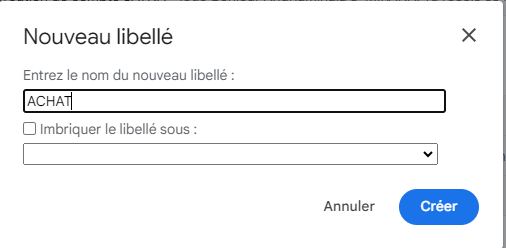 Nouveau libellé
Entrez le nom du nouveau libellé :
ACHAT
Imbriquer le libellé sous :
Annuler Créer